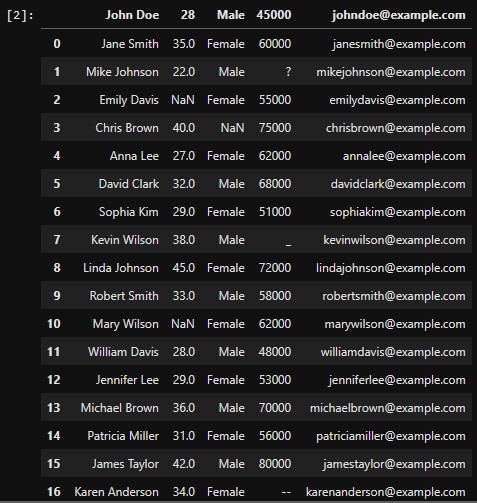 [2]: John Doe 28 Male 45000 johndoe@example.com
0 Jane Smith 35.0 Female 60000 janesmith@example.com
1 Mike Johnson 22.0 Male ? mikejohnson@example.com
2 Emily Davis NaN Female 55000 emilydavis@example.com
3 Chris Brown 40.0 NaN 75000 chrisbrown@example.com
4 Anna Lee 27.0 Female 62000 annalee@example.com
5 David Clark 32.0 Male 68000 davidclark@example.com
6 Sophia Kim 29.0 Female 51000 sophiakim@example.com
7 Kevin Wilson 38.0 Male _ kevinwilson@example.com
8 Linda Johnson 45.0 Female 72000 lindajohnson@example.com
9 Robert Smith 33.0 Male 58000 robertsmith@example.com
10 Mary Wilson NaN Female 62000 marywilson@example.com
11 William Davis 28.0 Male 48000 williamdavis@example.com
12 Jennifer Lee 29.0 Female 53000 jenniferlee@example.com
13 Michael Brown 36.0 Male 70000 michaelbrown@example.com
14 Patricia Miller 31.0 Female 56000 patriciamiller@example.com
15 James Taylor 42.0 Male 80000 jamestaylor@example.com
16 Karen Anderson 34.0 Female -- karenanderson@example.com